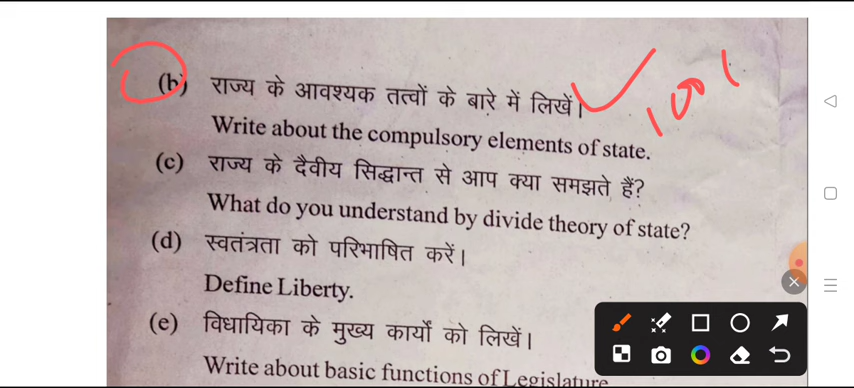 (b) राज्य के आवश्यक तत्वों के बारे में लिखें।
Write about the compulsory elements of state.
(c) राज्य के दैवीय सिद्धान्त से आप क्या समझते हैं?
What do you understand by divide theory of state?
(d) स्वतंत्रता को परिभाषित करें।
Define Liberty.
(e) विधायिका के मुख्य कार्यों को लिखें।
Write about basic functions of Legislature